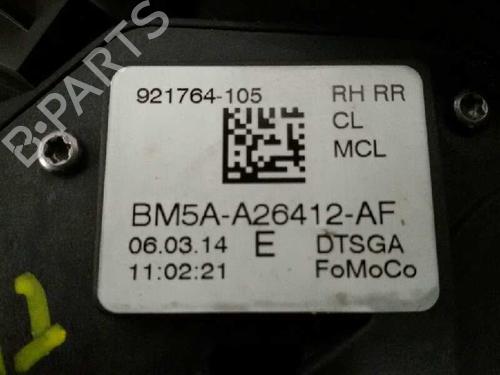 B-PARTS
921764-105 RH RR
CL
MCL
BM5A-A26412-AF
06.03.14 E DTSGA
11:02:21 FoMoCo